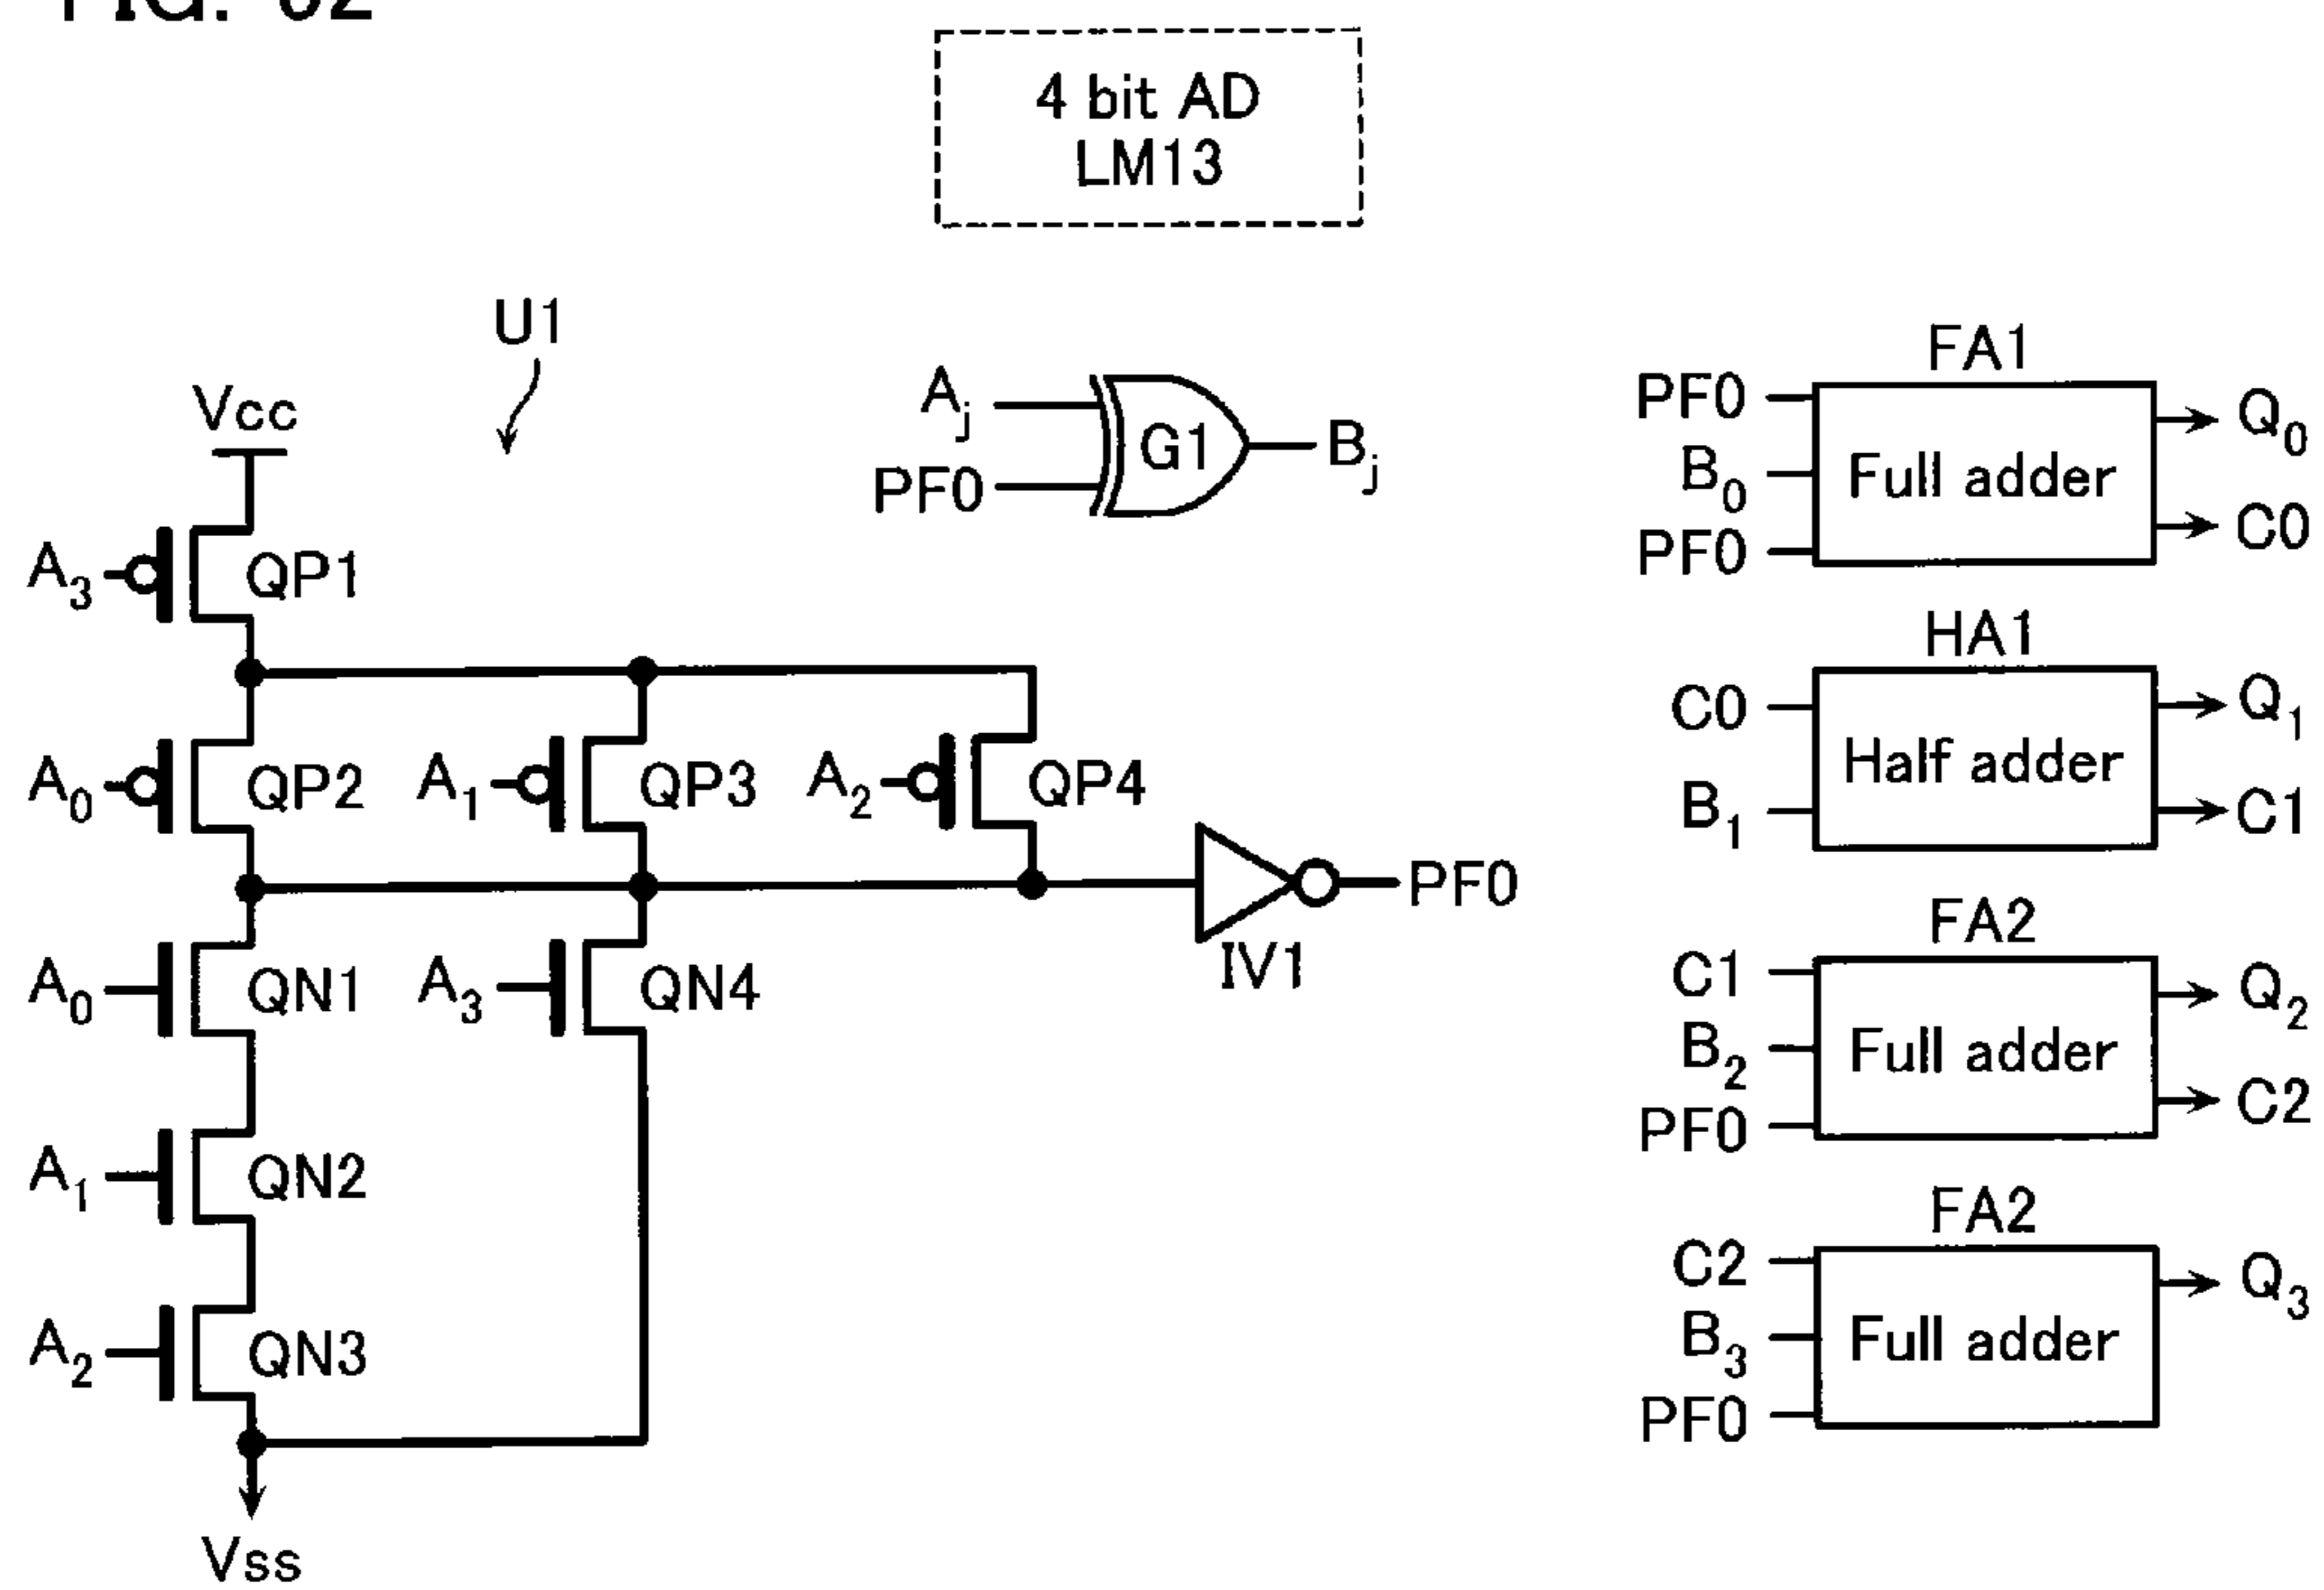 4 bit AD
LM13
U1
Vcc
A3
QP1
A0
QP2
A1
QP3
A2
QP4
PF0
IV1
A0
QN1
A3
QN4
A1
QN2
A2
QN3
Vss
Aj
PF0
G1
Bj
FA1
PF0
B0
PF0
Full adder
Q0
C0
HA1
C0
B1
Half adder
Q1
C1
FA2
C1
B2
PF0
Full adder
Q2
C2
FA2
C2
B3
PF0
Full adder
Q3